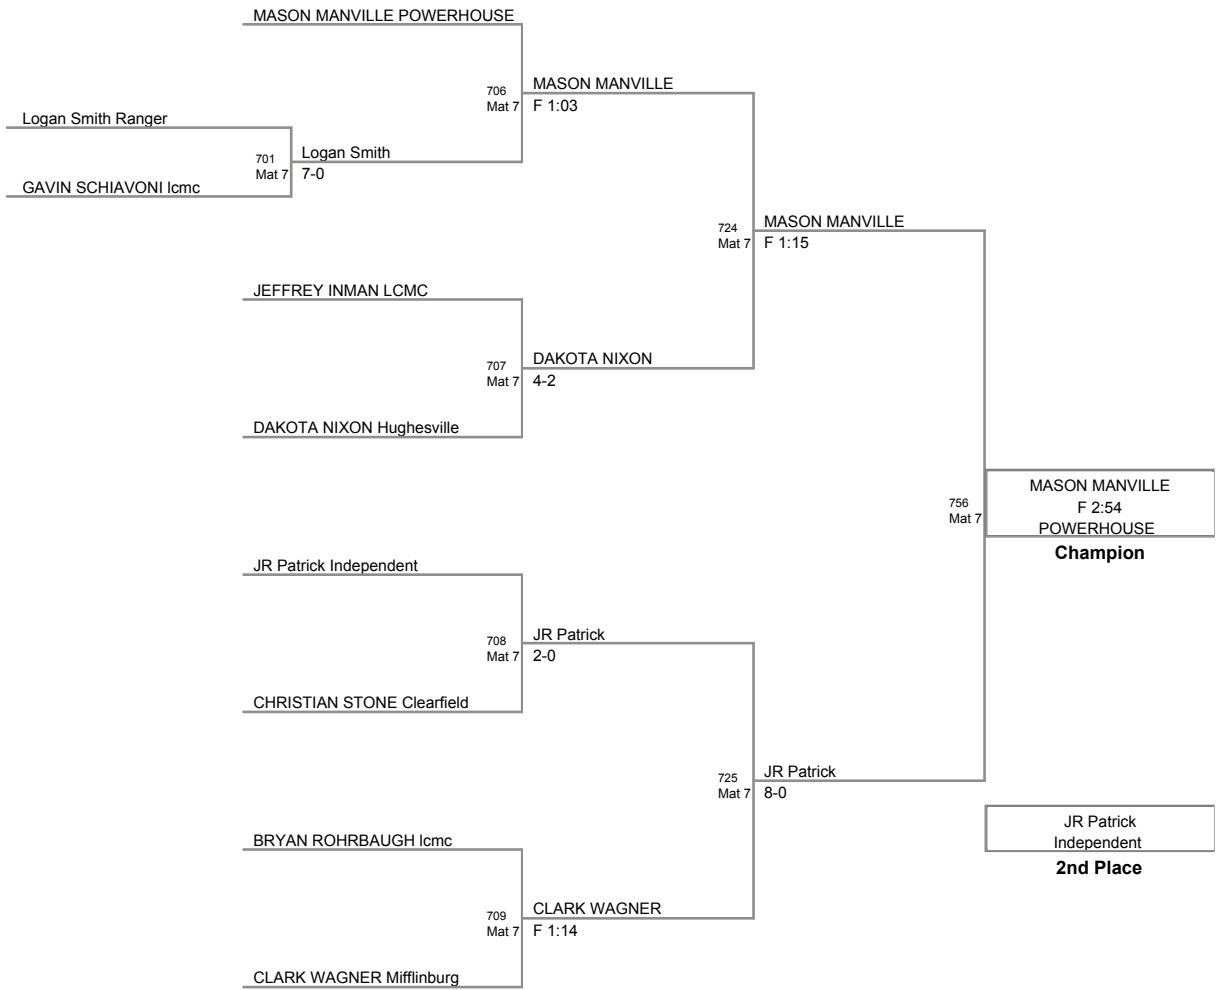 MASON MANVILLE POWERHOUSE
706
Mat 7
MASON MANVILLE
F 1:03
Logan Smith Ranger
701
Mat 7
Logan Smith
7-0
GAVIN SCHIAVONI lcmc
724
Mat 7
MASON MANVILLE
F 1:15
JEFFREY INMAN LCMC
707
Mat 7
DAKOTA NIXON
4-2
DAKOTA NIXON Hughesville
756
Mat 7
MASON MANVILLE
F 2:54
POWERHOUSE
Champion
JR Patrick Independent
708
Mat 7
JR Patrick
2-0
CHRISTIAN STONE Clearfield
725
Mat 7
JR Patrick
8-0
JR Patrick
Independent
2nd Place
BRYAN ROHRBAUGH lcmc
709
Mat 7
CLARK WAGNER
F 1:14
CLARK WAGNER Mifflinburg